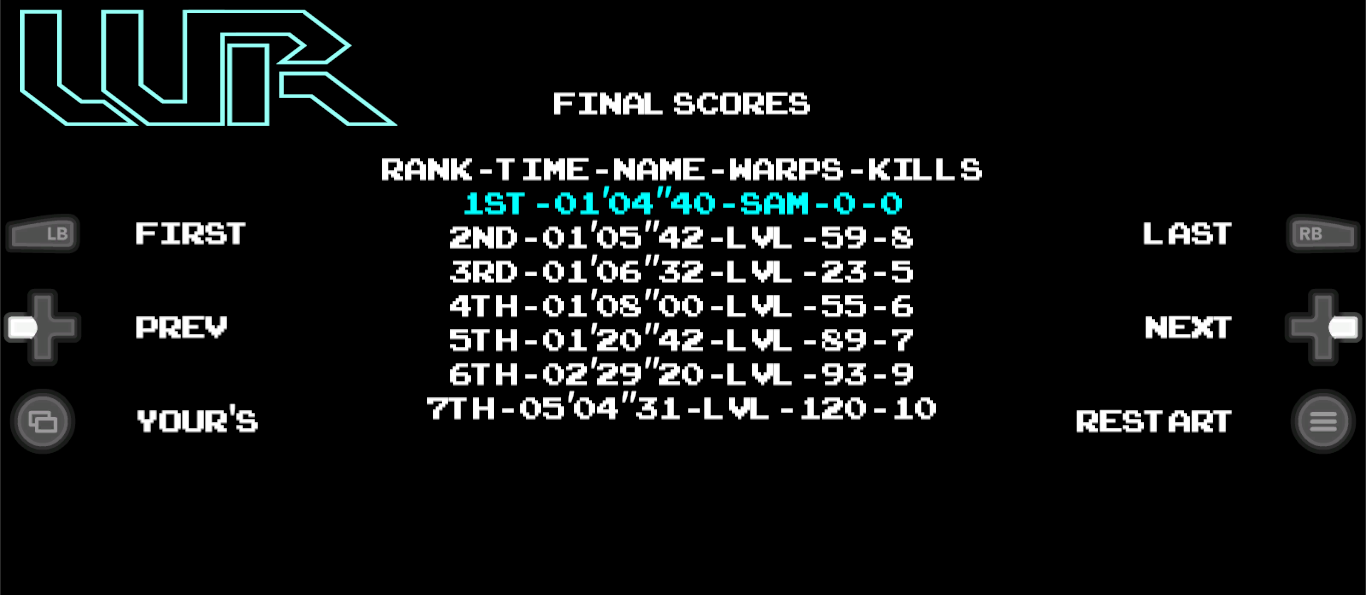 WR
FINAL SCORES
RANK-TIME-NAME-WARPS-KILLS
1ST-01'04"40-SAM-0-0
2ND-01'05"42-LVL-59-8
3RD-01'06"32-LVL-23-5
4TH-01'08"00-LVL-55-6
5TH-01'20"42-LVL-89-7
6TH-02'29"20-LVL-93-9
7TH-05'04"31-LVL-120-10
LB FIRST
PREV
YOUR'S
LAST RB
NEXT
RESTART